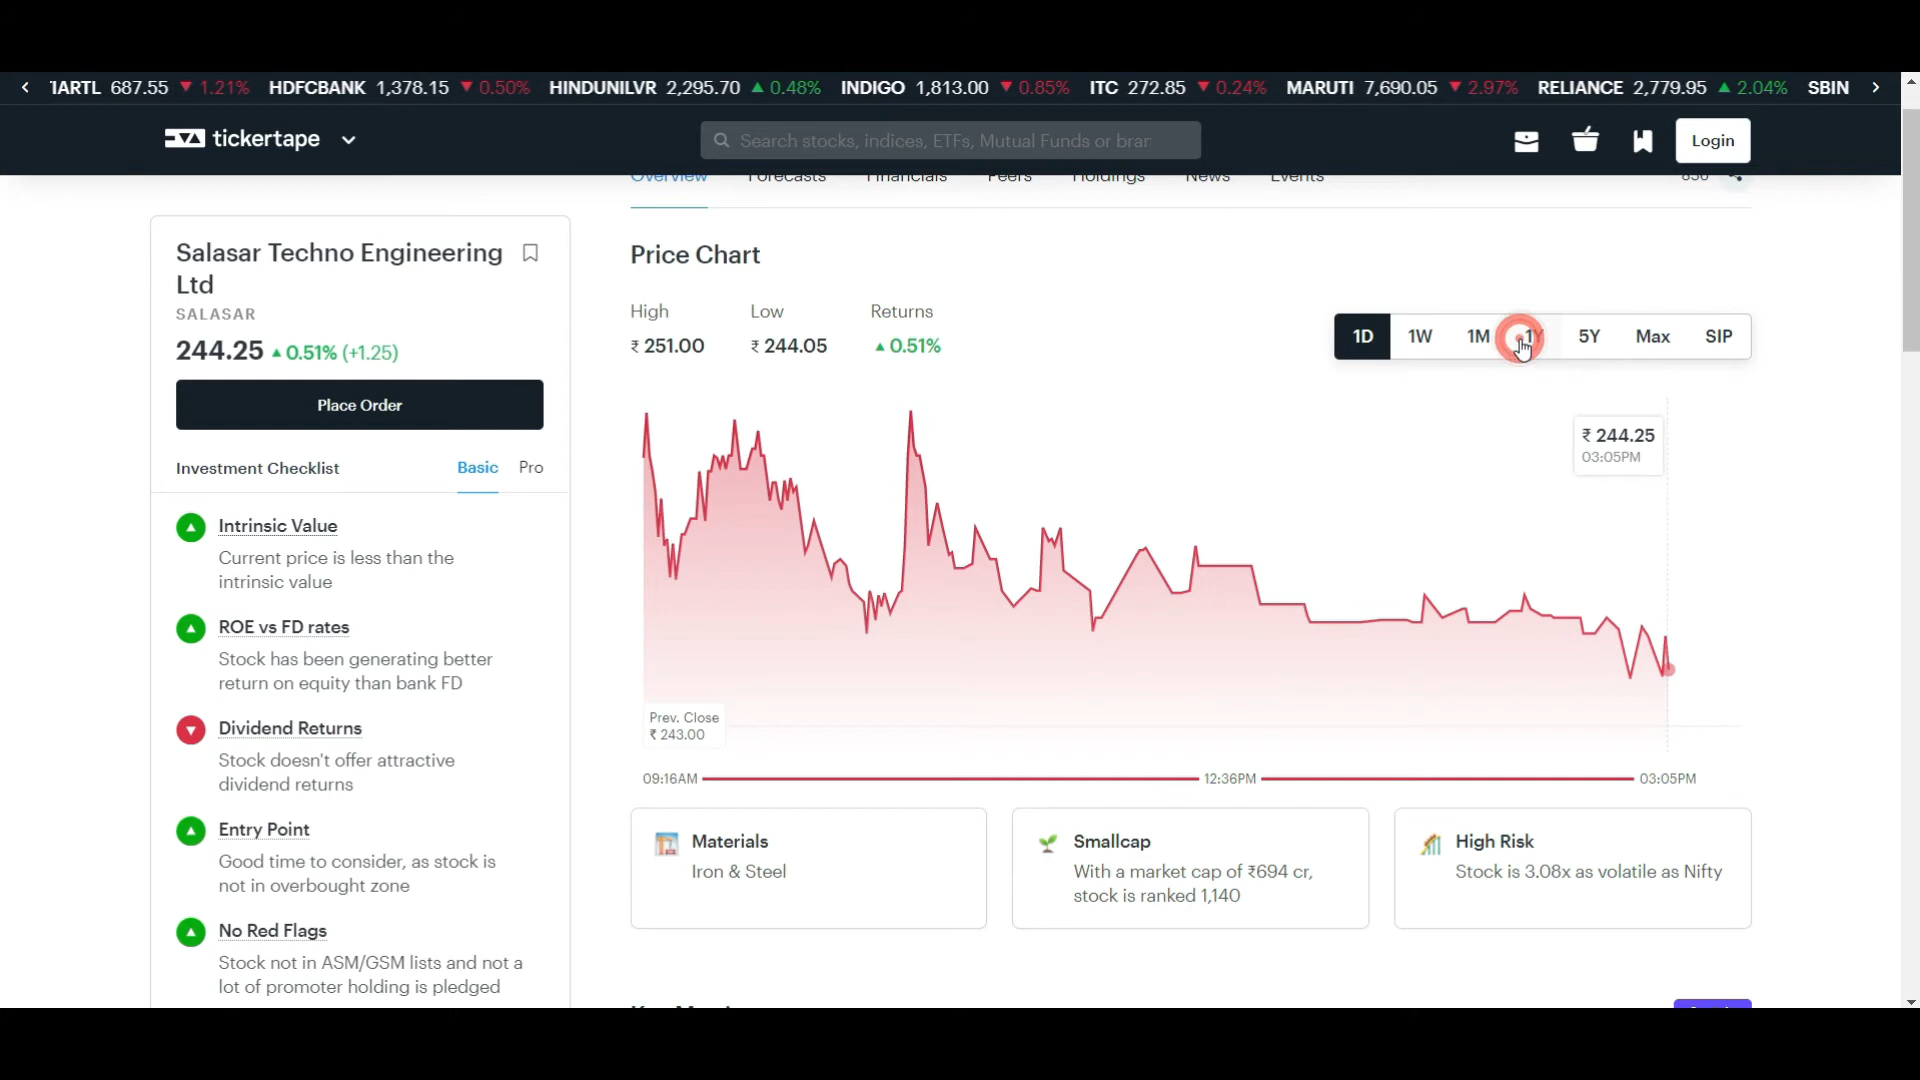 IARTL 687.55 ▼ 1.21% HDFCBANK 1,378.15 ▼ 0.50% HINDUNILVR 2,295.70 ▲ 0.48% INDIGO 1,813.00 ▼ 0.85% ITC 272.85 ▼ 0.24% MARUTI 7,690.05 ▼ 2.97% RELIANCE 2,779.95 ▲ 2.04% SBIN
tickertape
Search stocks, indices, ETFs, Mutual Funds or brar
Login
Overview Forecasts Financials Peers Holdings News Events
Salasar Techno Engineering
Ltd
SALASAR
244.25 ▲ 0.51% (+1.25)
Place Order
Investment Checklist Basic Pro
Intrinsic Value
Current price is less than the
intrinsic value
ROE vs FD rates
Stock has been generating better
return on equity than bank FD
Dividend Returns
Stock doesn't offer attractive
dividend returns
Entry Point
Good time to consider, as stock is
not in overbought zone
No Red Flags
Stock not in ASM/GSM lists and not a
lot of promoter holding is pledged
Price Chart
High Low Returns
₹ 251.00 ₹ 244.05 ▲ 0.51%
1D 1W 1M 1Y 5Y Max SIP
₹ 244.25
03:05PM
Prev. Close
₹ 243.00
09:16AM 12:36PM 03:05PM
Materials
Iron & Steel
Smallcap
With a market cap of ₹694 cr,
stock is ranked 1,140
High Risk
Stock is 3.08x as volatile as Nifty